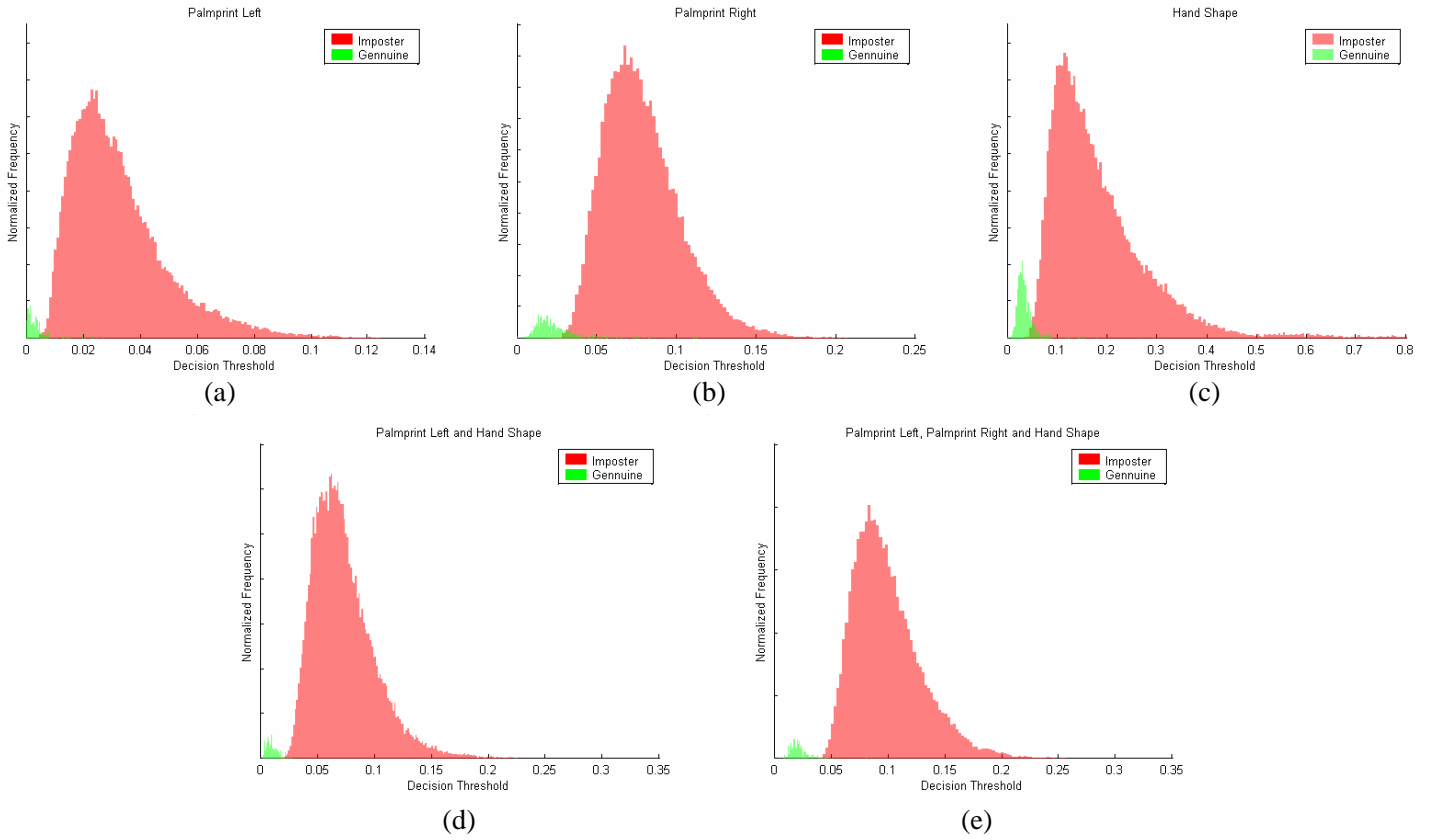 Palmprint Left
Imposter
Gennuine
Normalized Frequency
0 0.02 0.04 0.06 0.08 0.1 0.12 0.14
Decision Threshold
(a)
Palmprint Right
Imposter
Gennuine
Normalized Frequency
0 0.05 0.1 0.15 0.2 0.25
Decision Threshold
(b)
Hand Shape
Imposter
Gennuine
Normalized Frequency
0 0.1 0.2 0.3 0.4 0.5 0.6 0.7 0.8
Decision Threshold
(c)
Palmprint Left and Hand Shape
Imposter
Gennuine
Normalized Frequency
0 0.05 0.1 0.15 0.2 0.25 0.3 0.35
Decision Threshold
(d)
Palmprint Left, Palmprint Right and Hand Shape
Imposter
Gennuine
Normalized Frequency
0 0.05 0.1 0.15 0.2 0.25 0.3 0.35
Decision Threshold
(e)